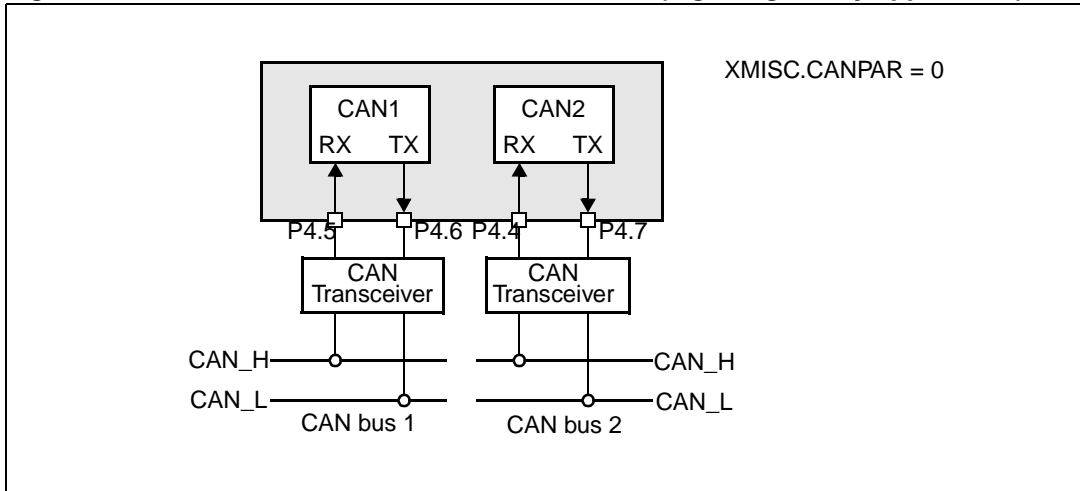 XMISC.CANPAR = 0
CAN1 CAN2
RX TX RX TX
P4.5 P4.6 P4.4 P4.7
CAN CAN
Transceiver Transceiver
CAN_H CAN_H
CAN_L CAN_L
CAN bus 1 CAN bus 2